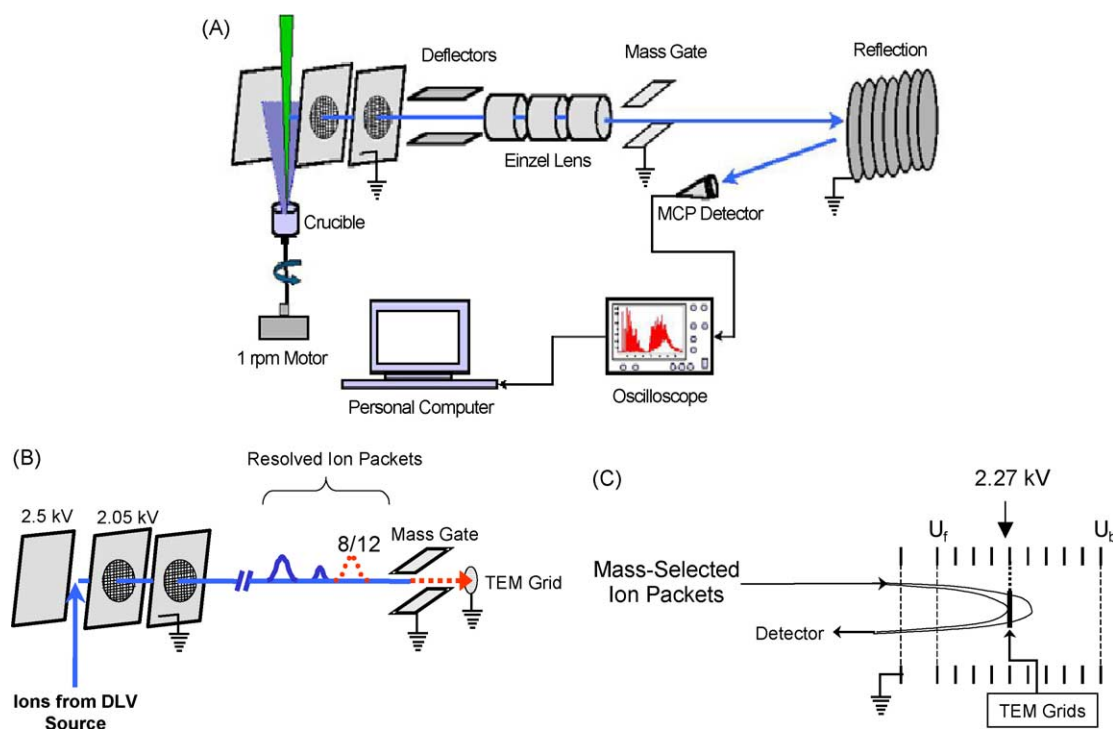 (A)
Deflectors
Mass Gate
Reflection
Einzel Lens
MCP Detector
Crucible
1 rpm Motor
Personal Computer
Oscilloscope
(B)
Resolved Ion Packets
2.5 kV
2.05 kV
8/12
Mass Gate
TEM Grid
Ions from DLV
Source
(C)
2.27 kV
Uf
Ub
Mass-Selected
Ion Packets
Detector
TEM Grids